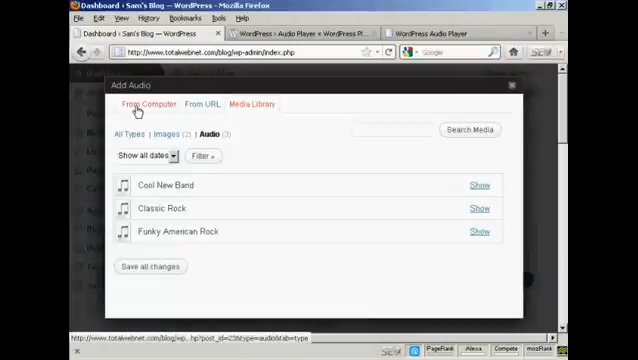 Dashboard ‹ Sam's Blog — WordPress - Mozilla Firefox
File Edit View History Bookmarks Tools Help
Dashboard ‹ Sam's Blog — WordPress
WordPress › Audio Player « WordPress
WordPress Audio Player
http://www.totalwebnet.com/blog/wp-admin/index.php
Google
Add Audio
From Computer From URL Media Library
All Types Images (2) Audio (3)
Search Media
Show all dates Filter »
Cool New Band Show
Classic Rock Show
Funky American Rock Show
Save all changes
http://www.totalwebnet.com/blog/wp...hp?post_id=23&type=audio&tab=type
PageRank Alexa Compete mozRank